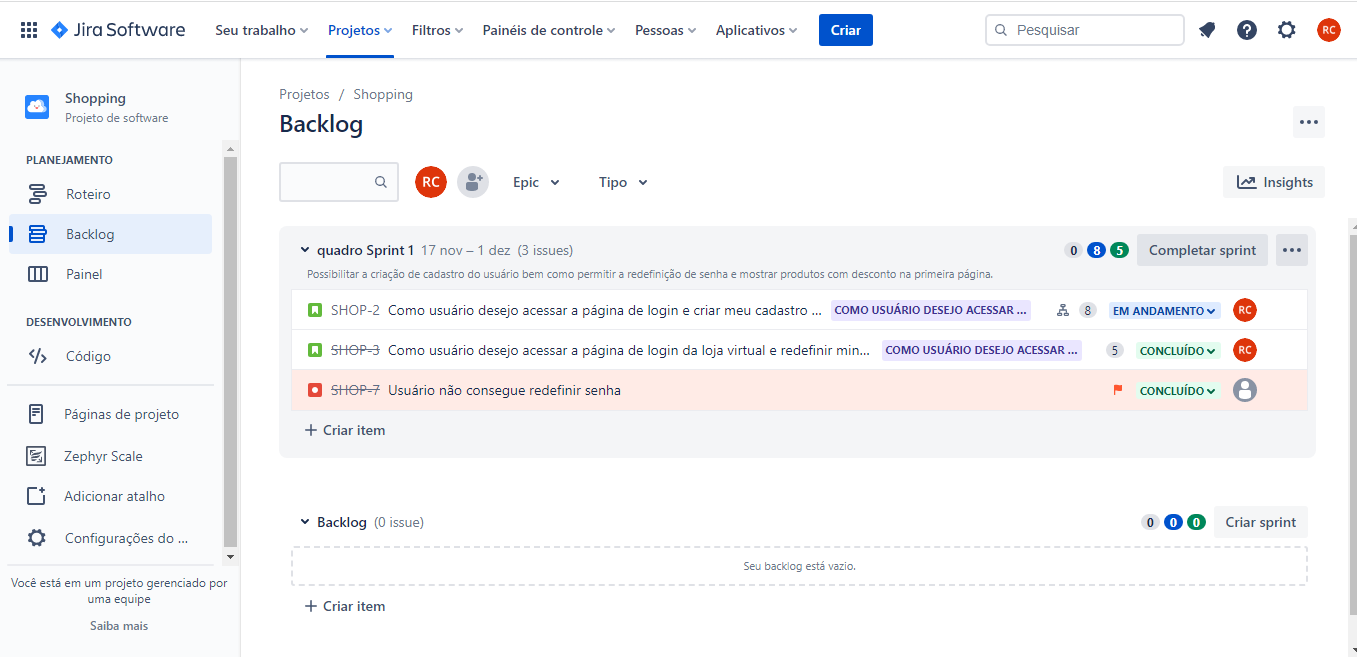 Jira Software Seu trabalho Projetos Filtros Painéis de controle Pessoas Aplicativos Criar Pesquisar RC
Shopping
Projeto de software
PLANEJAMENTO
Roteiro
Backlog
Painel
DESENVOLVIMENTO
Código
Páginas de projeto
Zephyr Scale
Adicionar atalho
Configurações do ...
Você está em um projeto gerenciado por
uma equipe
Saiba mais
Projetos / Shopping
Backlog
RC Epic Tipo Insights
quadro Sprint 1 17 nov – 1 dez (3 issues) 0 8 5 Completar sprint
Possibilitar a criação de cadastro do usuário bem como permitir a redefinição de senha e mostrar produtos com desconto na primeira página.
SHOP-2 Como usuário desejo acessar a página de login e criar meu cadastro ... COMO USUÁRIO DESEJO ACESSAR ... 8 EM ANDAMENTO RC
SHOP-3 Como usuário desejo acessar a página de login da loja virtual e redefinir min... COMO USUÁRIO DESEJO ACESSAR ... 5 CONCLUÍDO RC
SHOP-7 Usuário não consegue redefinir senha CONCLUÍDO
+ Criar item
Backlog (0 issue) 0 0 0 Criar sprint
Seu backlog está vazio.
+ Criar item